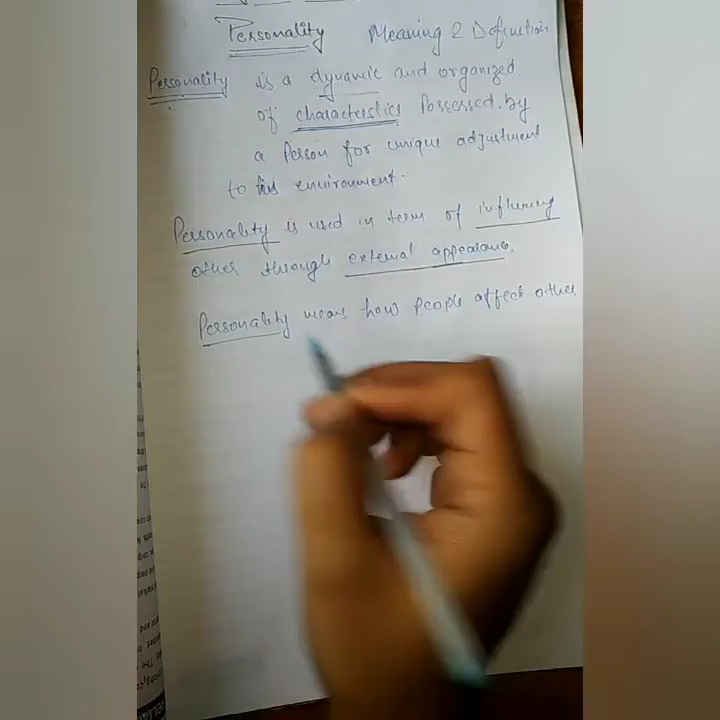 Personality Meaning & Definition
Personality is a dynamic and organized
of characteristics Possessed by
a Person for unique adjustment
to his environment.
Personality is used in term of influencing
other through external appearance.
Personality means how People affect other